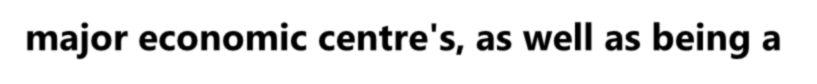 major economic centre's, as well as being a